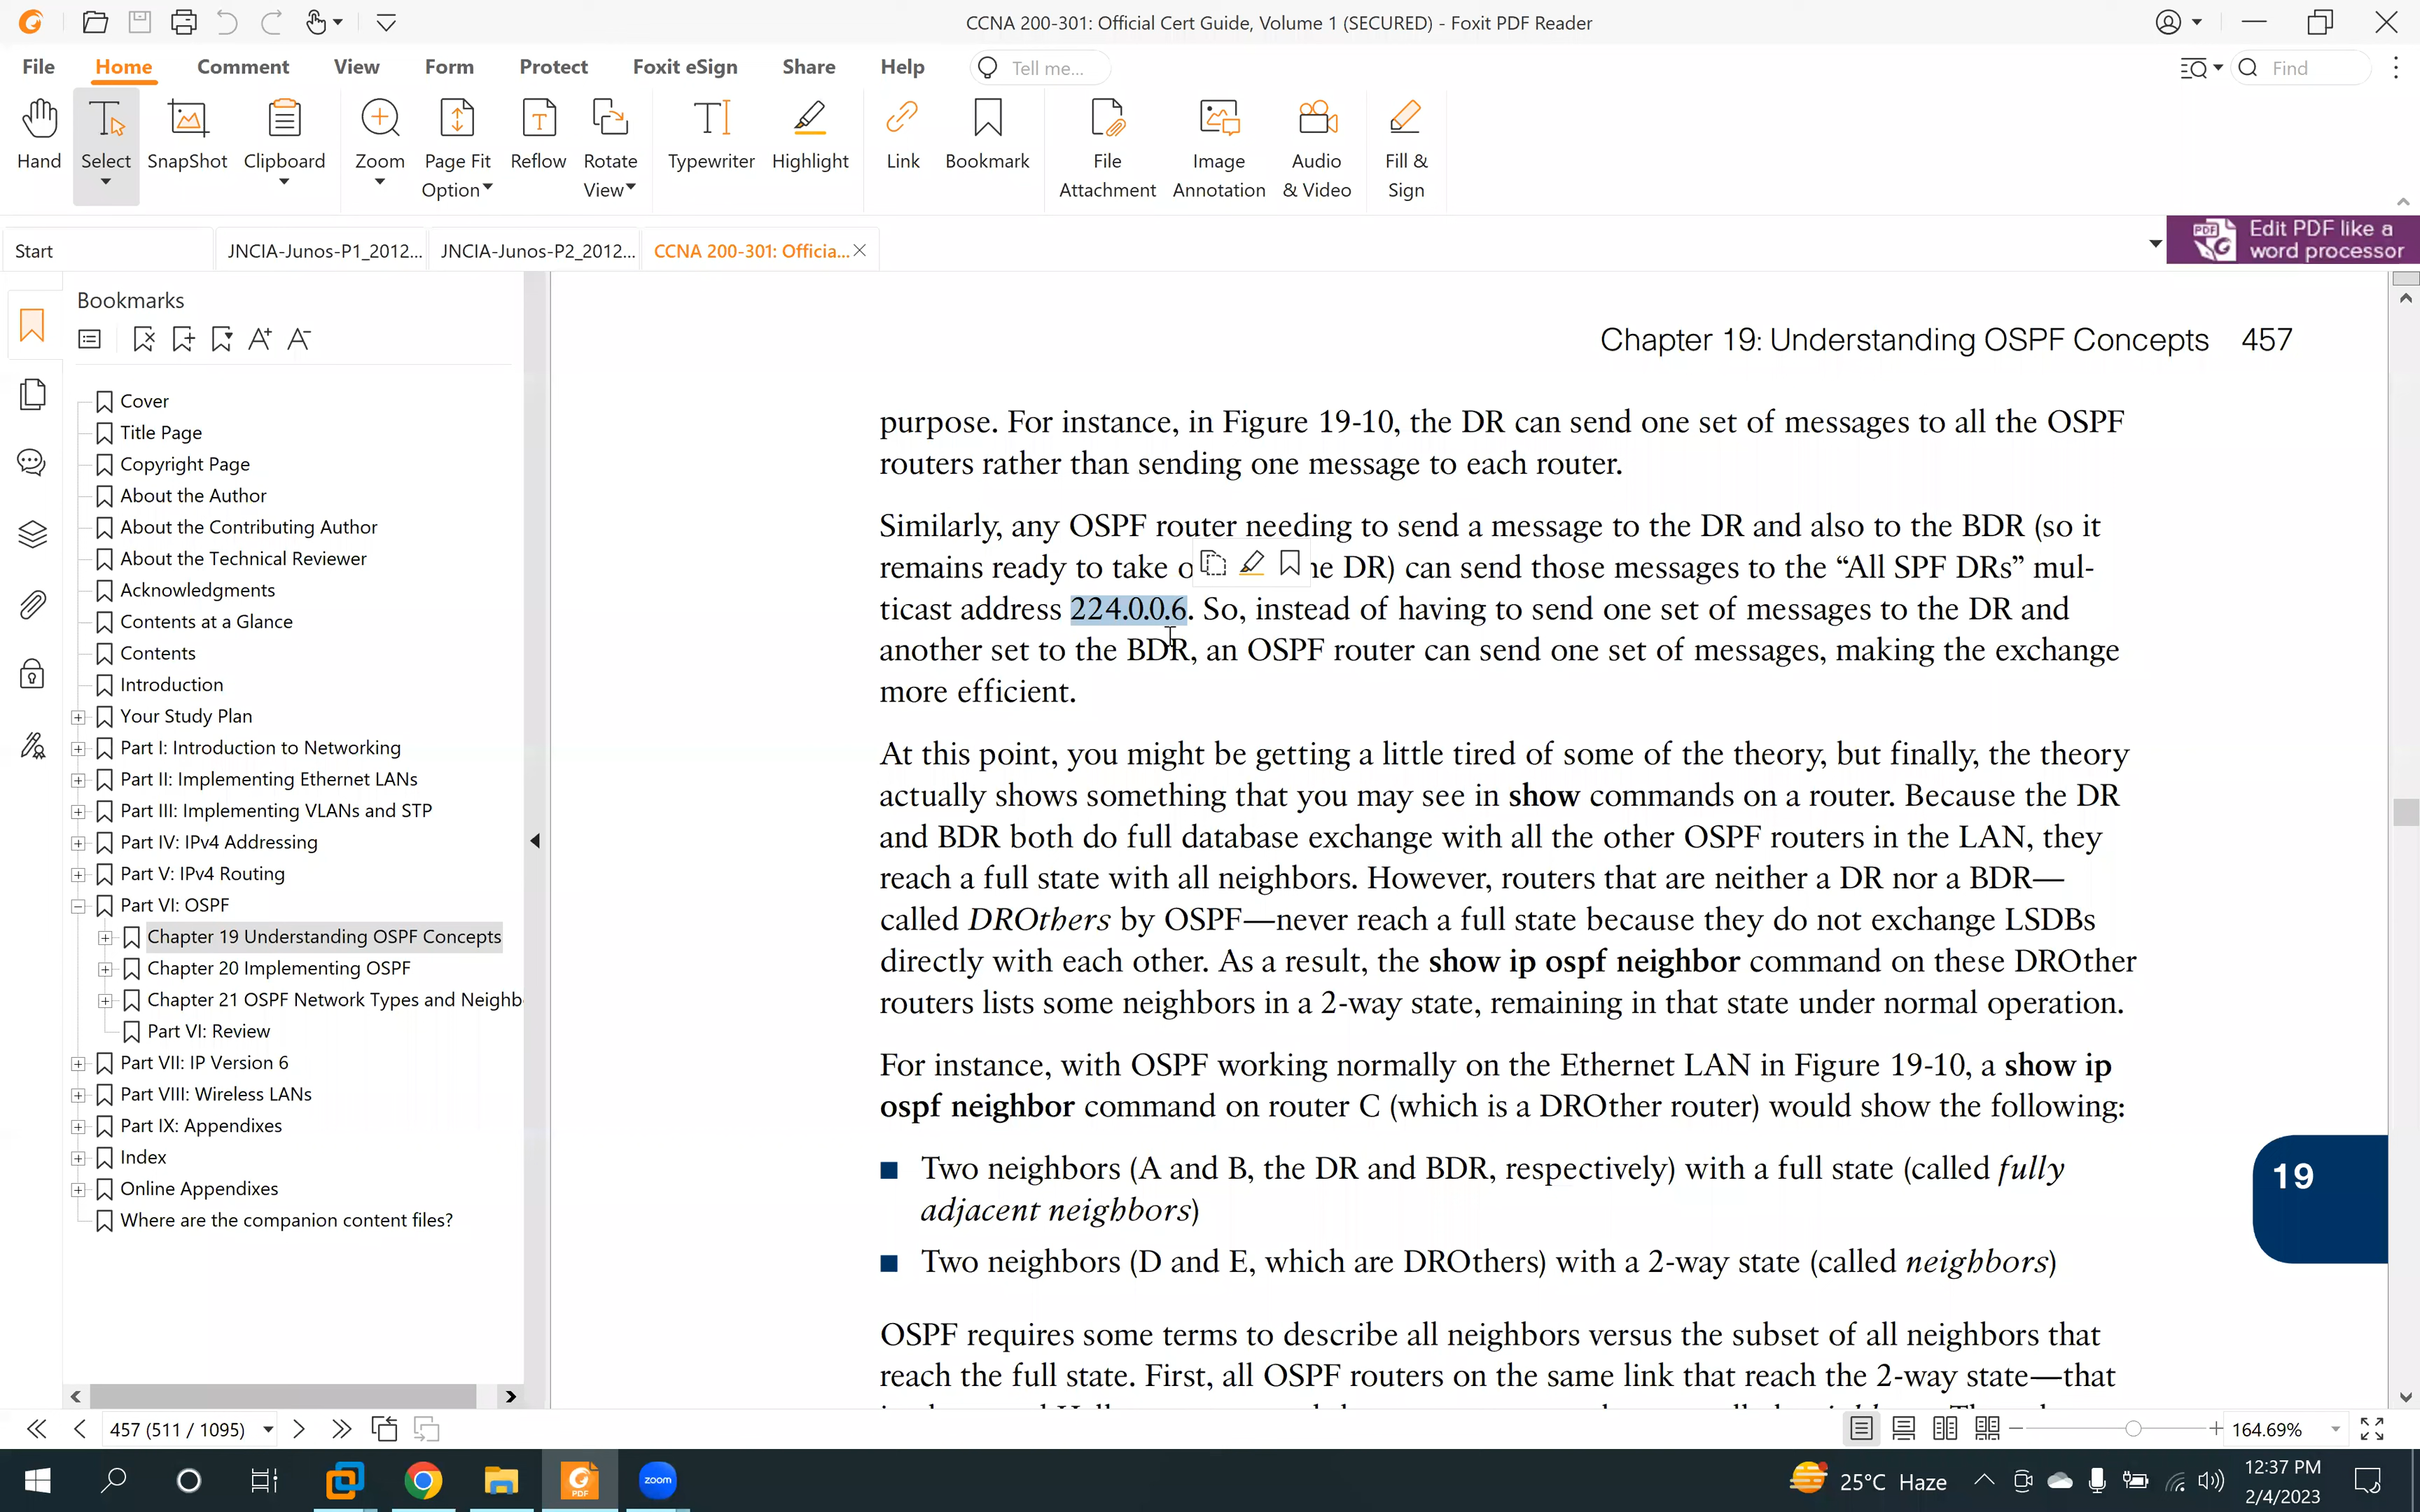 CCNA 200-301: Official Cert Guide, Volume 1 (SECURED) - Foxit PDF Reader
File Home Comment View Form Protect Foxit eSign Share Help Tell me... Find
Hand Select SnapShot Clipboard Zoom Page Fit Option Reflow Rotate View Typewriter Highlight Link Bookmark File Attachment Image Annotation Audio & Video Fill & Sign
Start JNCIA-Junos-P1_2012... JNCIA-Junos-P2_2012... CCNA 200-301: Officia...
Edit PDF like a
word processor
Bookmarks
Cover
Title Page
Copyright Page
About the Author
About the Contributing Author
About the Technical Reviewer
Acknowledgments
Contents at a Glance
Contents
Introduction
Your Study Plan
Part I: Introduction to Networking
Part II: Implementing Ethernet LANs
Part III: Implementing VLANs and STP
Part IV: IPv4 Addressing
Part V: IPv4 Routing
Part VI: OSPF
Chapter 19 Understanding OSPF Concepts
Chapter 20 Implementing OSPF
Chapter 21 OSPF Network Types and Neighb
Part VI: Review
Part VII: IP Version 6
Part VIII: Wireless LANs
Part IX: Appendixes
Index
Online Appendixes
Where are the companion content files?
Chapter 19: Understanding OSPF Concepts 457
purpose. For instance, in Figure 19-10, the DR can send one set of messages to all the OSPF
routers rather than sending one message to each router.
Similarly, any OSPF router needing to send a message to the DR and also to the BDR (so it
remains ready to take o he DR) can send those messages to the “All SPF DRs” mul-
ticast address 224.0.0.6. So, instead of having to send one set of messages to the DR and
another set to the BDR, an OSPF router can send one set of messages, making the exchange
more efficient.
At this point, you might be getting a little tired of some of the theory, but finally, the theory
actually shows something that you may see in show commands on a router. Because the DR
and BDR both do full database exchange with all the other OSPF routers in the LAN, they
reach a full state with all neighbors. However, routers that are neither a DR nor a BDR—
called DROthers by OSPF—never reach a full state because they do not exchange LSDBs
directly with each other. As a result, the show ip ospf neighbor command on these DROther
routers lists some neighbors in a 2-way state, remaining in that state under normal operation.
For instance, with OSPF working normally on the Ethernet LAN in Figure 19-10, a show ip
ospf neighbor command on router C (which is a DROther router) would show the following:
■ Two neighbors (A and B, the DR and BDR, respectively) with a full state (called fully
adjacent neighbors)
■ Two neighbors (D and E, which are DROthers) with a 2-way state (called neighbors)
OSPF requires some terms to describe all neighbors versus the subset of all neighbors that
reach the full state. First, all OSPF routers on the same link that reach the 2-way state—that
19
457 (511 / 1095)
164.69%
zoom
25°C Haze
12:37 PM
2/4/2023